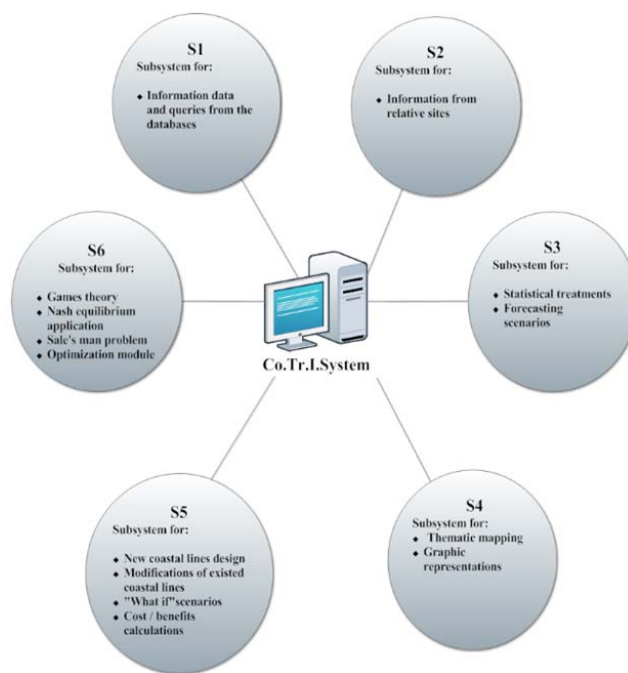 S1
Subsystem for:
◆ Information data
and queries from the
databases
S2
Subsystem for:
◆ Information from
relative sites
S6
Subsystem for:
◆ Games theory
◆ Nash equilibrium
application
◆ Sale's man problem
◆ Optimization module
S3
Subsystem for:
◆ Statistical treatments
◆ Forecasting
scenarios
Co.Tr.I.System
S5
Subsystem for:
◆ New coastal lines design
◆ Modifications of existed
coastal lines
◆ "What if"scenarios
◆ Cost / benefits
calculations
S4
Subsystem for:
◆ Thematic mapping
◆ Graphic
representations